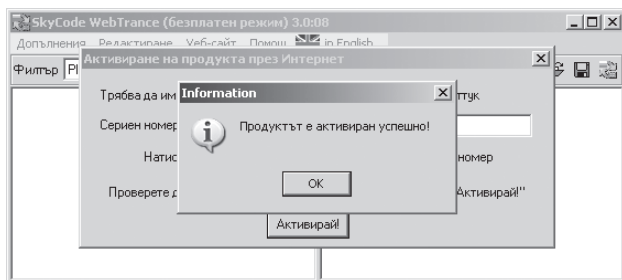 SkyCode WebTrance (безплатен режим) 3.0:08
Допълнения Редактиране Уеб-сайт Помощ in English
Филтър
Активиране на продукта през Интернет
Трябва да им
Сериен номер
Натис номер
Проверете д Активирай!"
Information
Продуктът е активиран успешно!
OK
Активирай!